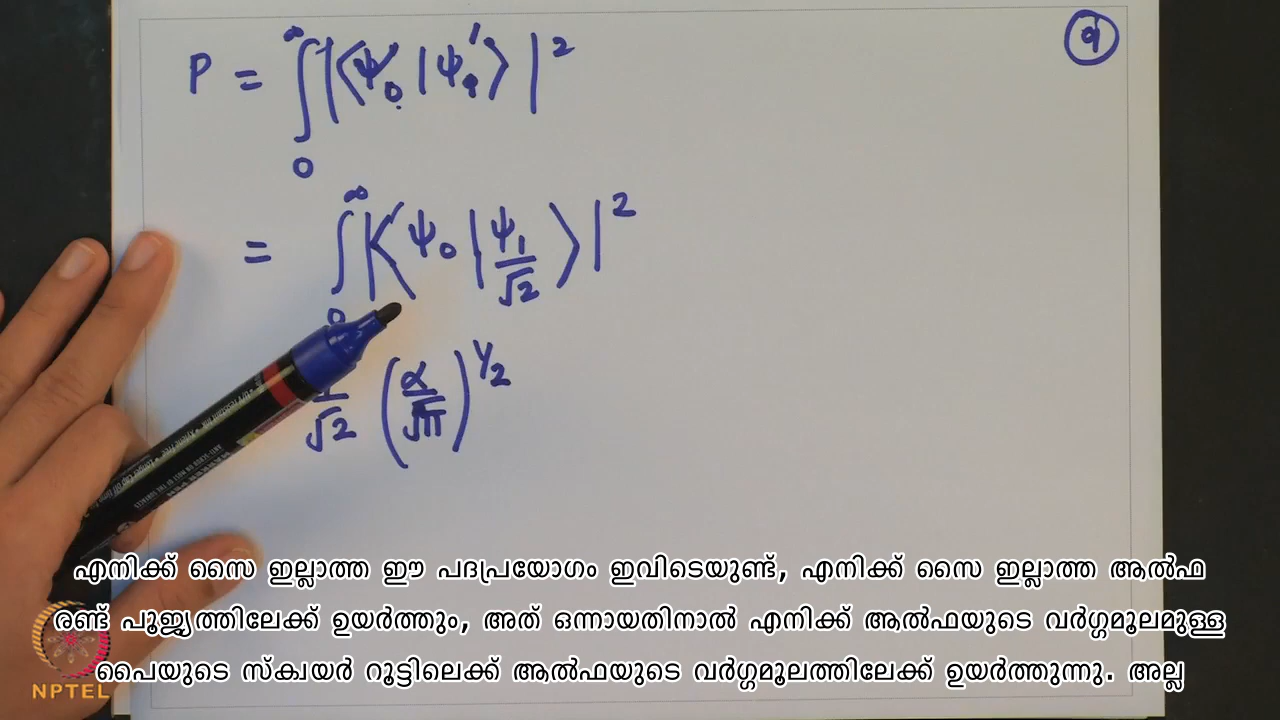 9
P = ∫₀^∞ |⟨ψ₀|ψ₀'⟩|²
= ∫₀^∞ |⟨ψ₀|ψ₁/√2⟩|²
/√2 (α/√π)^1/2
എനിക്ക് സൈ ഇല്ലാത്ത ഈ പദപ്രയോഗം ഇവിടെയുണ്ട്, എനിക്ക് സൈ ഇല്ലാത്ത ആൽഫ
രണ്ട് പൂജ്യത്തിലേക്ക് ഉയർത്തും, അത് ഒന്നായതിനാൽ എനിക്ക് ആൽഫയുടെ വർഗ്ഗമൂലമുള്ള
പൈയുടെ സ്ക്വയർ റൂട്ടിലെക്ക് ആൽഫയുടെ വർഗ്ഗമൂലത്തിലേക്ക് ഉയർത്തുന്നു. അല്ല
NPTEL